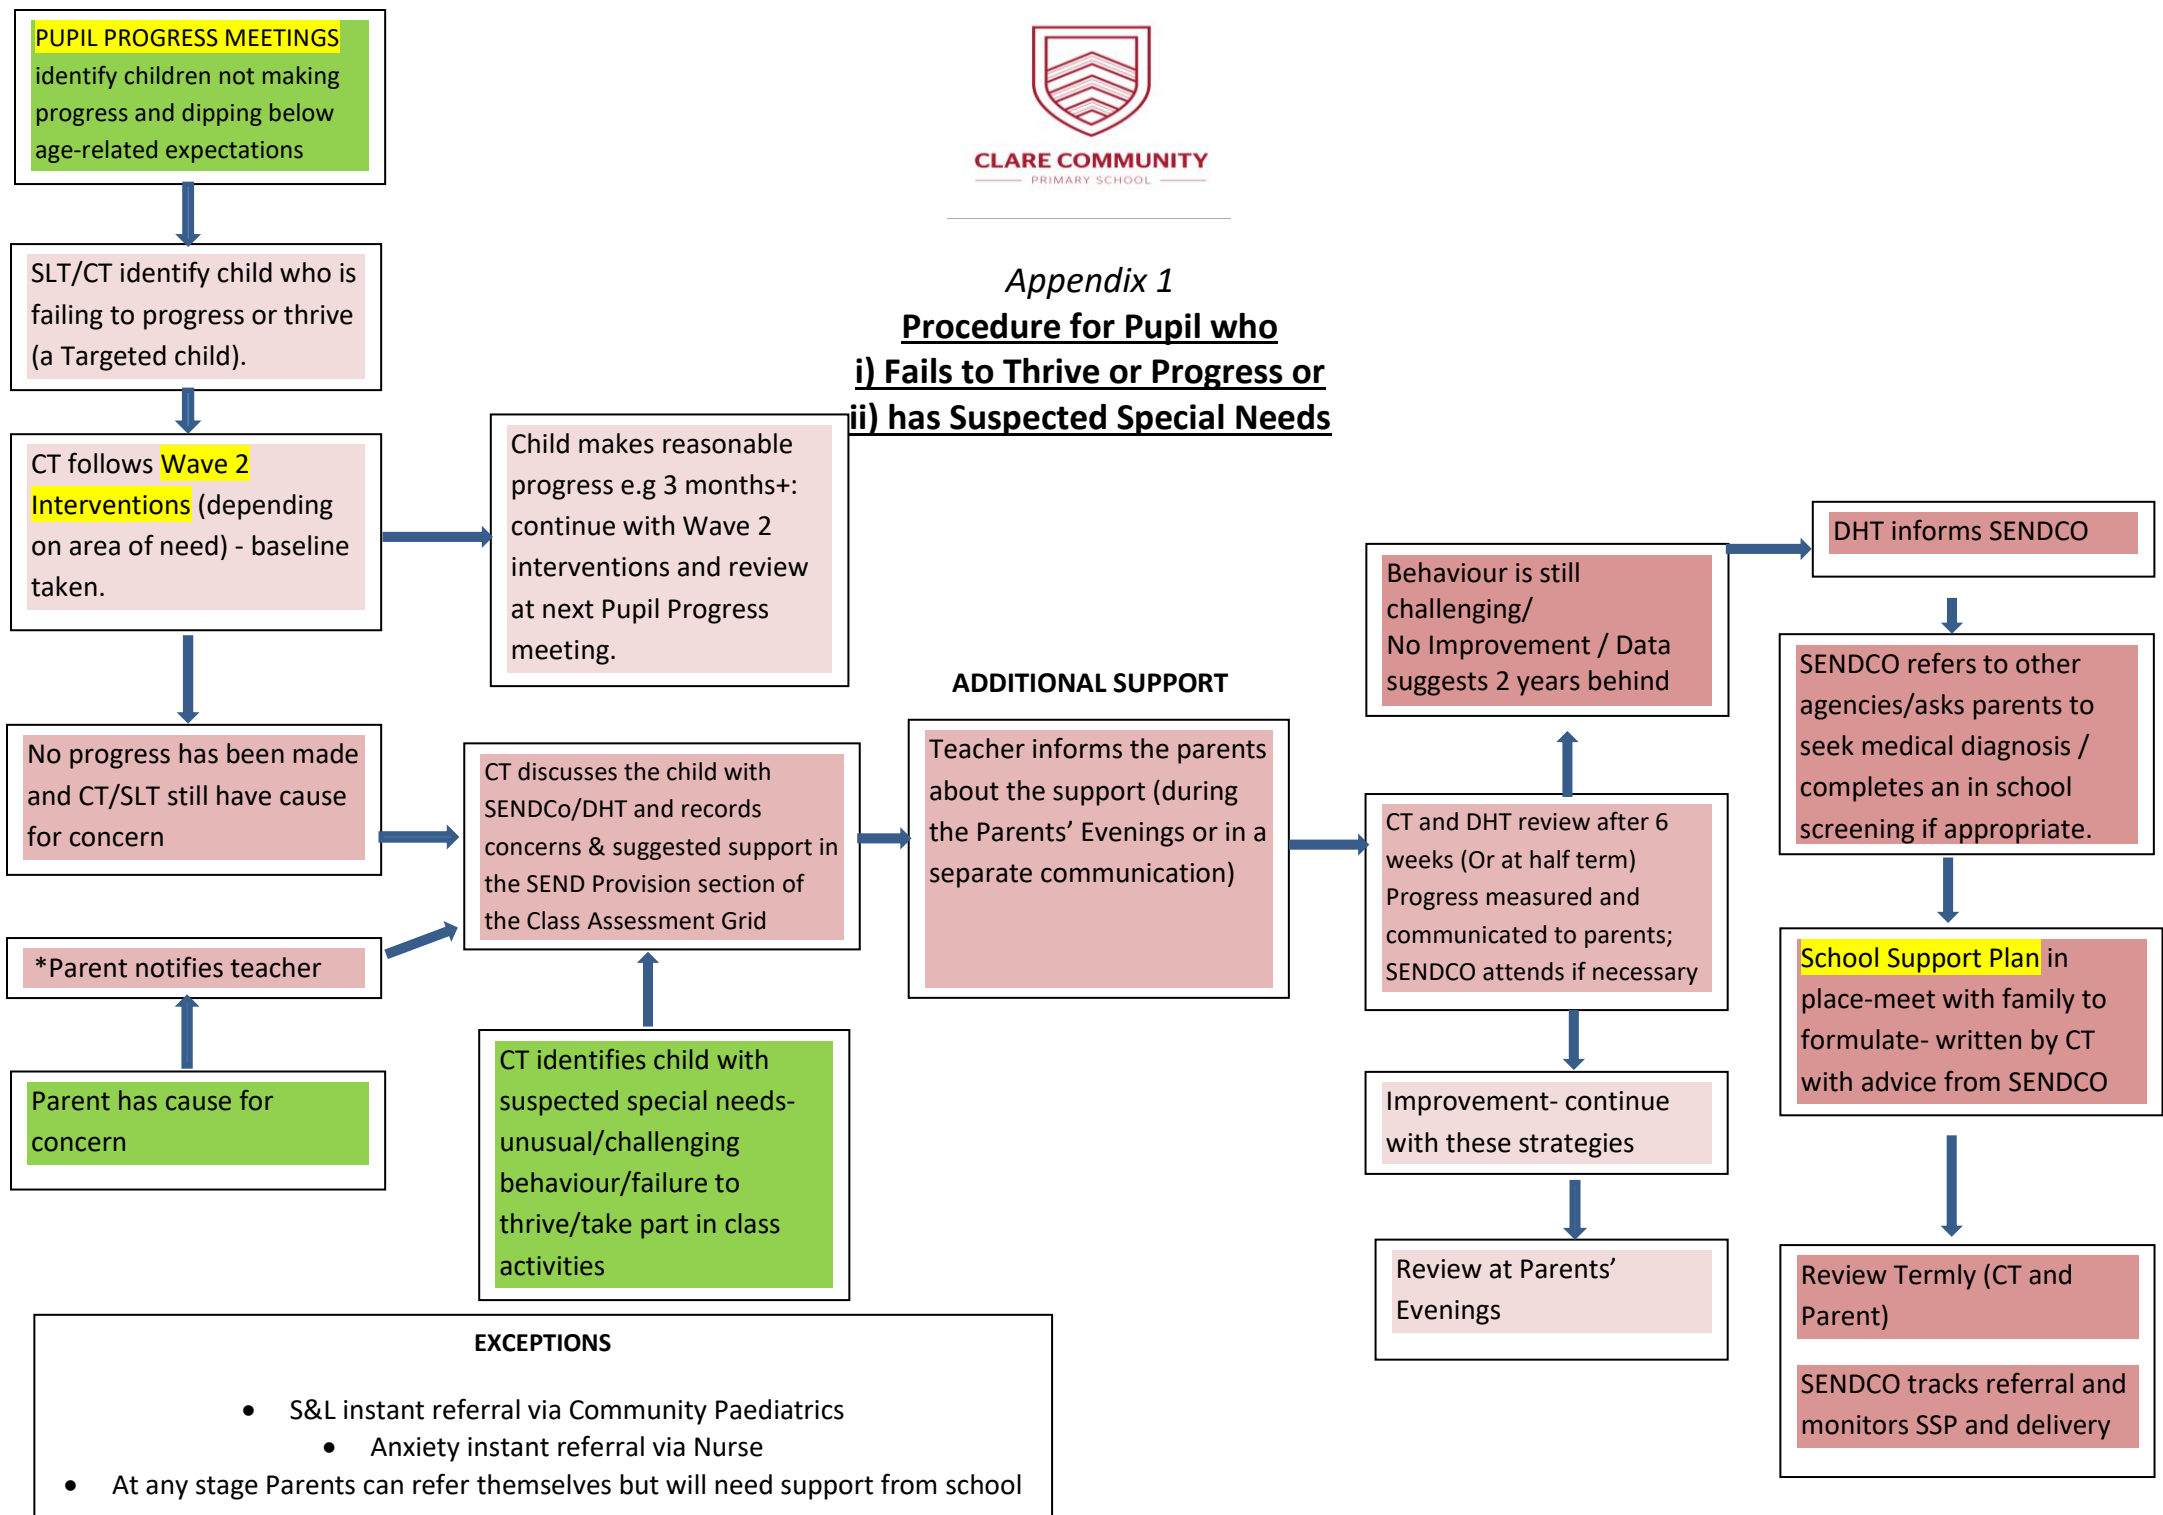 PUPIL PROGRESS MEETINGS
identify children not making
progress and dipping below
age-related expectations
CLARE COMMUNITY
PRIMARY SCHOOL
Appendix 1
Procedure for Pupil who
i) Fails to Thrive or Progress or
ii) has Suspected Special Needs
SLT/CT identify child who is
failing to progress or thrive
(a Targeted child).
CT follows Wave 2
Interventions (depending
on area of need) - baseline
taken.
Child makes reasonable
progress e.g 3 months+:
continue with Wave 2
interventions and review
at next Pupil Progress
meeting.
No progress has been made
and CT/SLT still have cause
for concern
*Parent notifies teacher
Parent has cause for
concern
CT discusses the child with
SENDCo/DHT and records
concerns & suggested support in
the SEND Provision section of
the Class Assessment Grid
CT identifies child with
suspected special needs-
unusual/challenging
behaviour/failure to
thrive/take part in class
activities
ADDITIONAL SUPPORT
Teacher informs the parents
about the support (during
the Parents’ Evenings or in a
separate communication)
Behaviour is still
challenging/
No Improvement / Data
suggests 2 years behind
CT and DHT review after 6
weeks (Or at half term)
Progress measured and
communicated to parents;
SENDCO attends if necessary
Improvement- continue
with these strategies
Review at Parents’
Evenings
DHT informs SENDCO
SENDCO refers to other
agencies/asks parents to
seek medical diagnosis /
completes an in school
screening if appropriate.
School Support Plan in
place-meet with family to
formulate- written by CT
with advice from SENDCO
Review Termly (CT and
Parent)
SENDCO tracks referral and
monitors SSP and delivery
EXCEPTIONS
• S&L instant referral via Community Paediatrics
• Anxiety instant referral via Nurse
• At any stage Parents can refer themselves but will need support from school